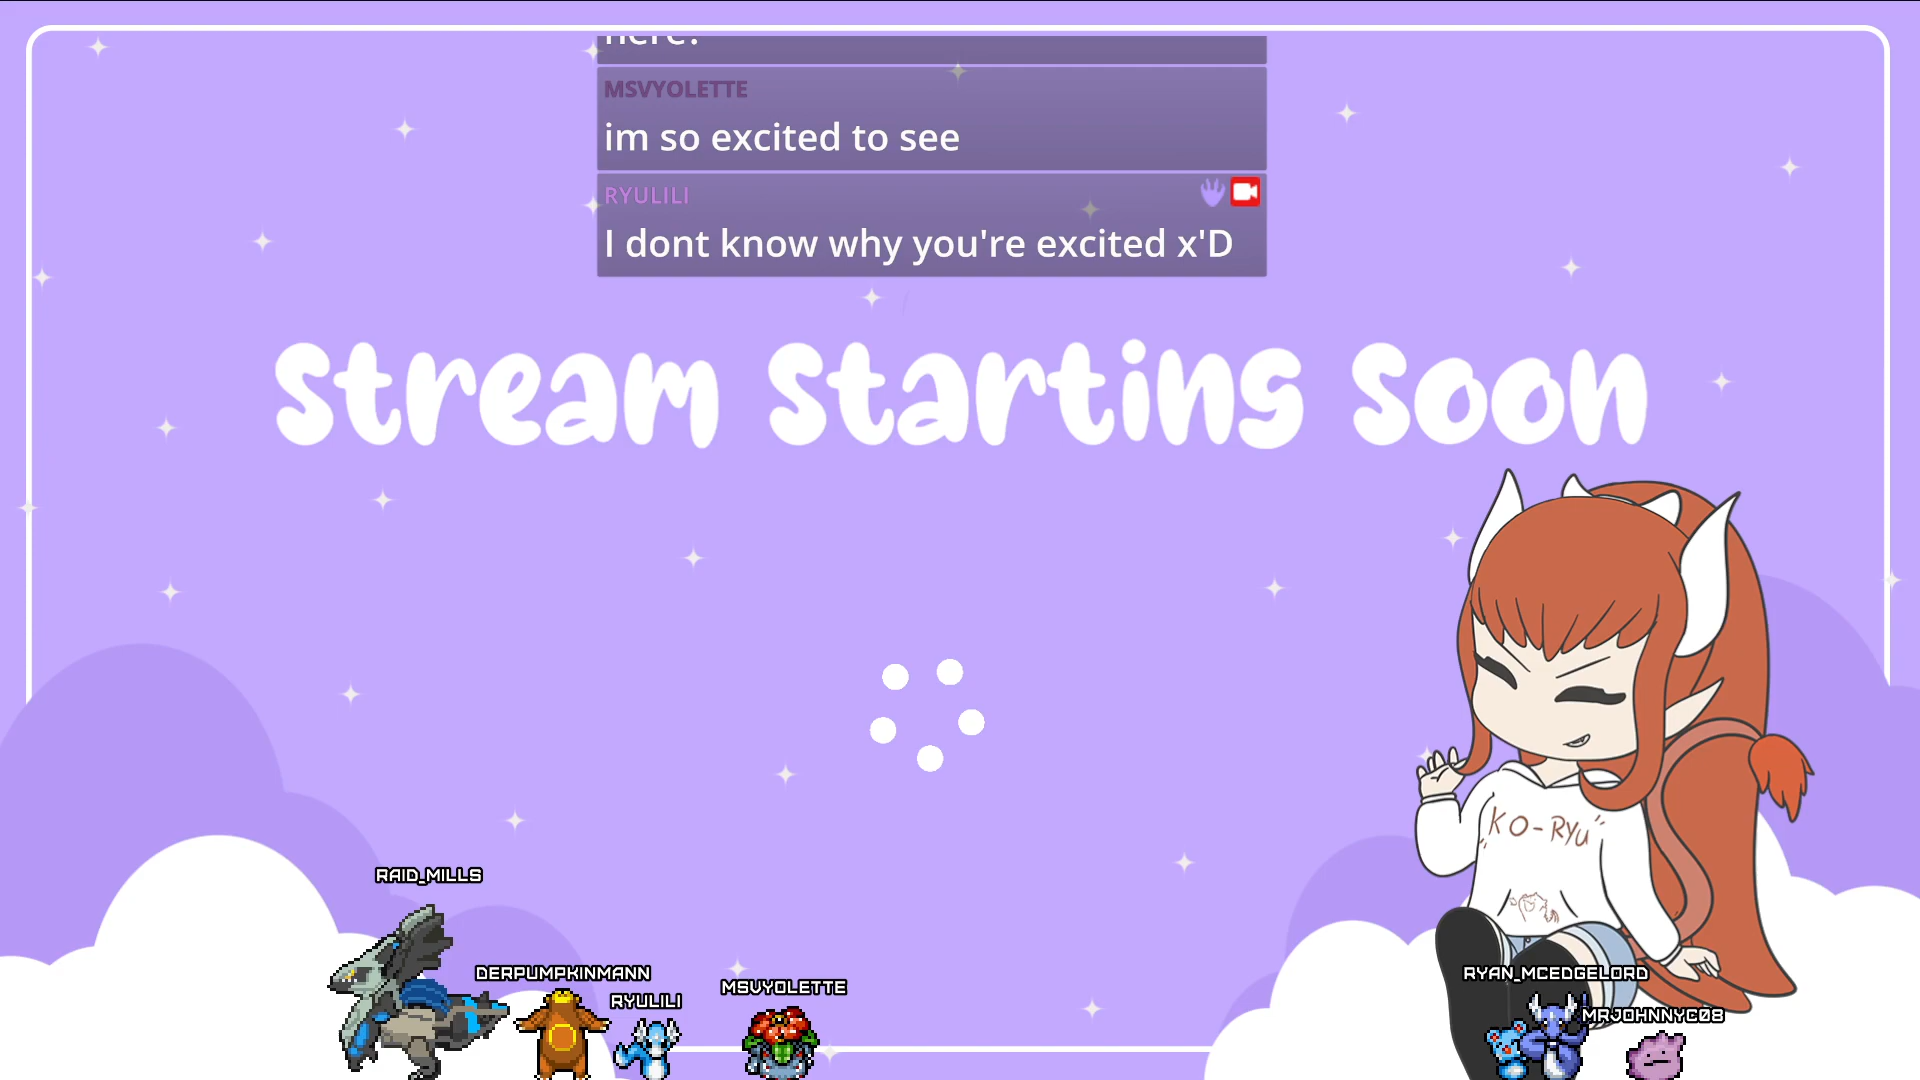 here?
MSVYOLETTE
im so excited to see
RYULILI
I dont know why you're excited x'D
Stream Starting Soon
"KO-RYU"
RAID_MILLS
DERPUMPKINMANN
RYULILI
MSVYOLETTE
RYAN_MCEDGELORD
MRJOHNNYC08